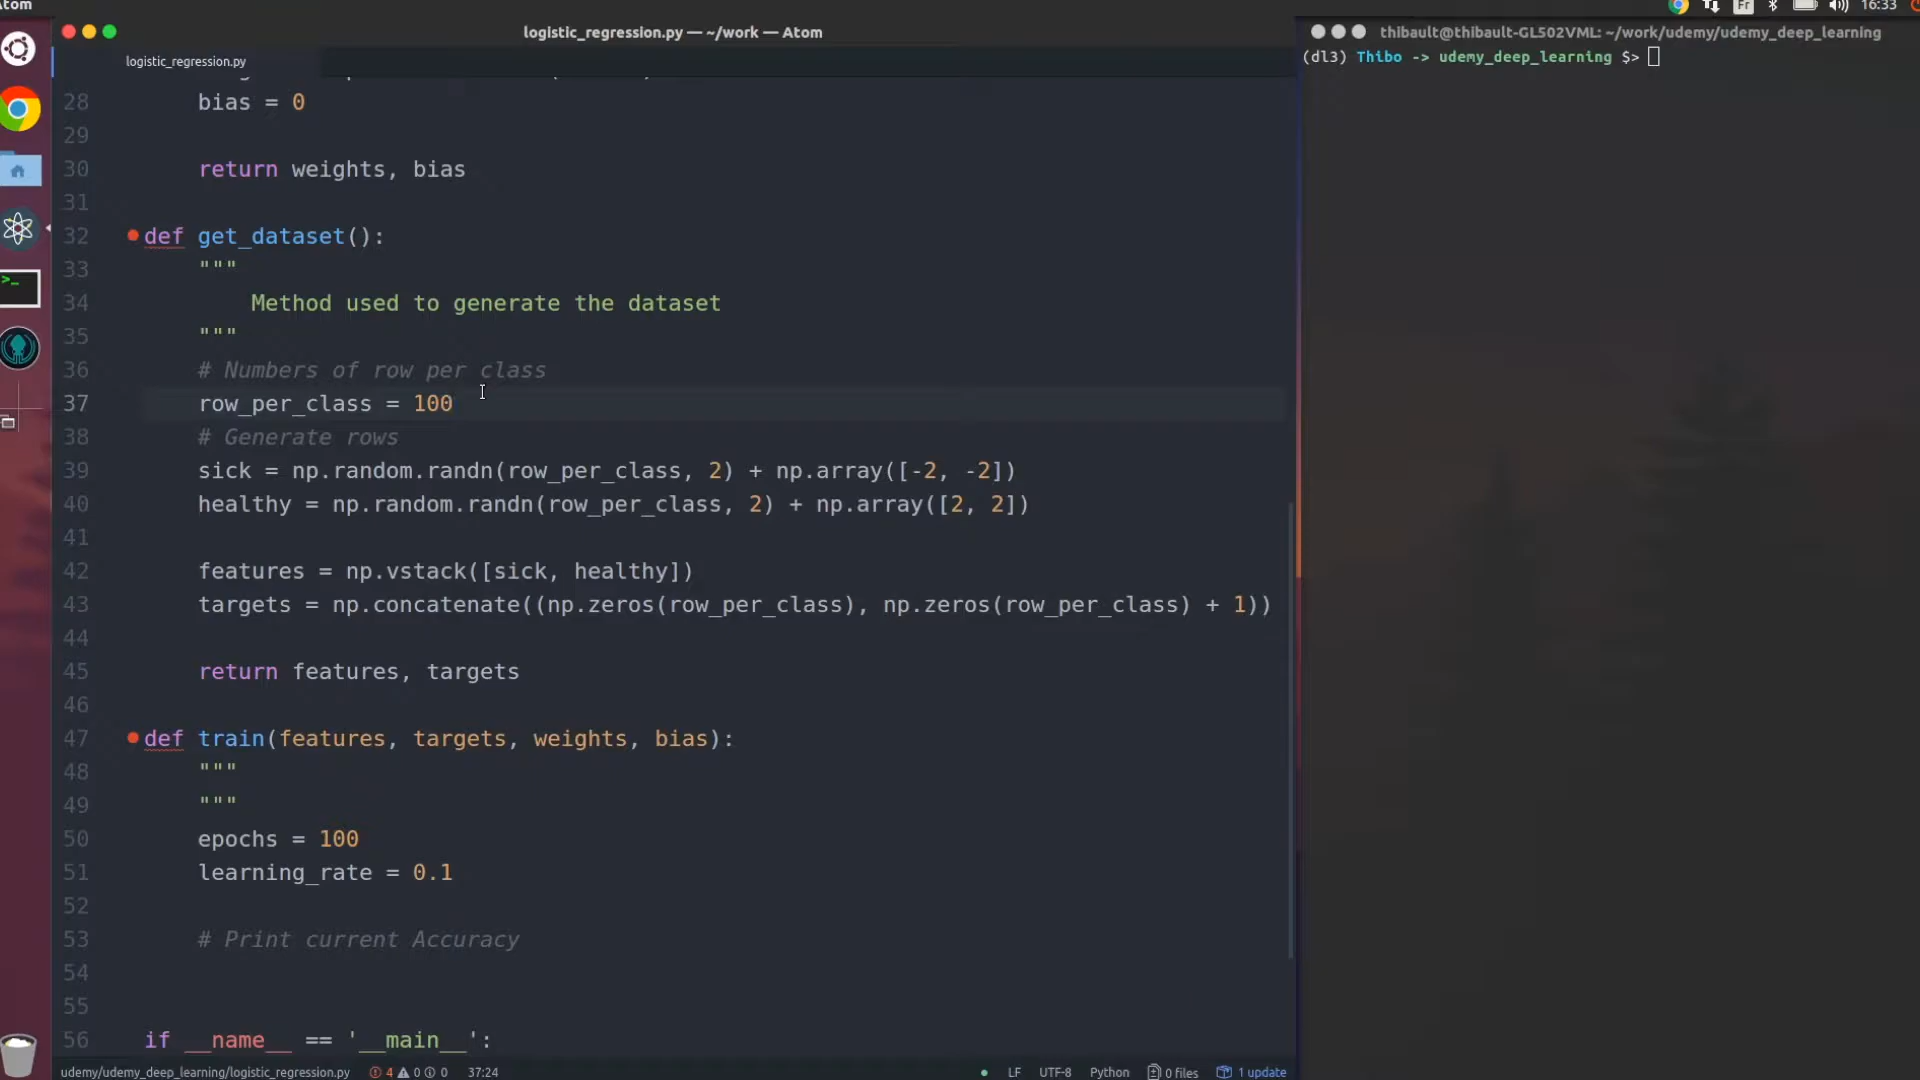 Atom
Fr
16:33
logistic_regression.py — ~/work — Atom
thibault@thibault-GL502VML: ~/work/udemy/udemy_deep_learning
logistic_regression.py
(dl3) Thibo -> udemy_deep_learning $>
28 bias = 0
29
30 return weights, bias
31
32 def get_dataset():
33 """
34 Method used to generate the dataset
35 """
36 # Numbers of row per class
37 row_per_class = 100
38 # Generate rows
39 sick = np.random.randn(row_per_class, 2) + np.array([-2, -2])
40 healthy = np.random.randn(row_per_class, 2) + np.array([2, 2])
41
42 features = np.vstack([sick, healthy])
43 targets = np.concatenate((np.zeros(row_per_class), np.zeros(row_per_class) + 1))
44
45 return features, targets
46
47 def train(features, targets, weights, bias):
48 """
49 """
50 epochs = 100
51 learning_rate = 0.1
52
53 # Print current Accuracy
54
55
56 if __name__ == '__main__':
udemy/udemy_deep_learning/logistic_regression.py 4 0 0 37:24 LF UTF-8 Python 0 files 1 update